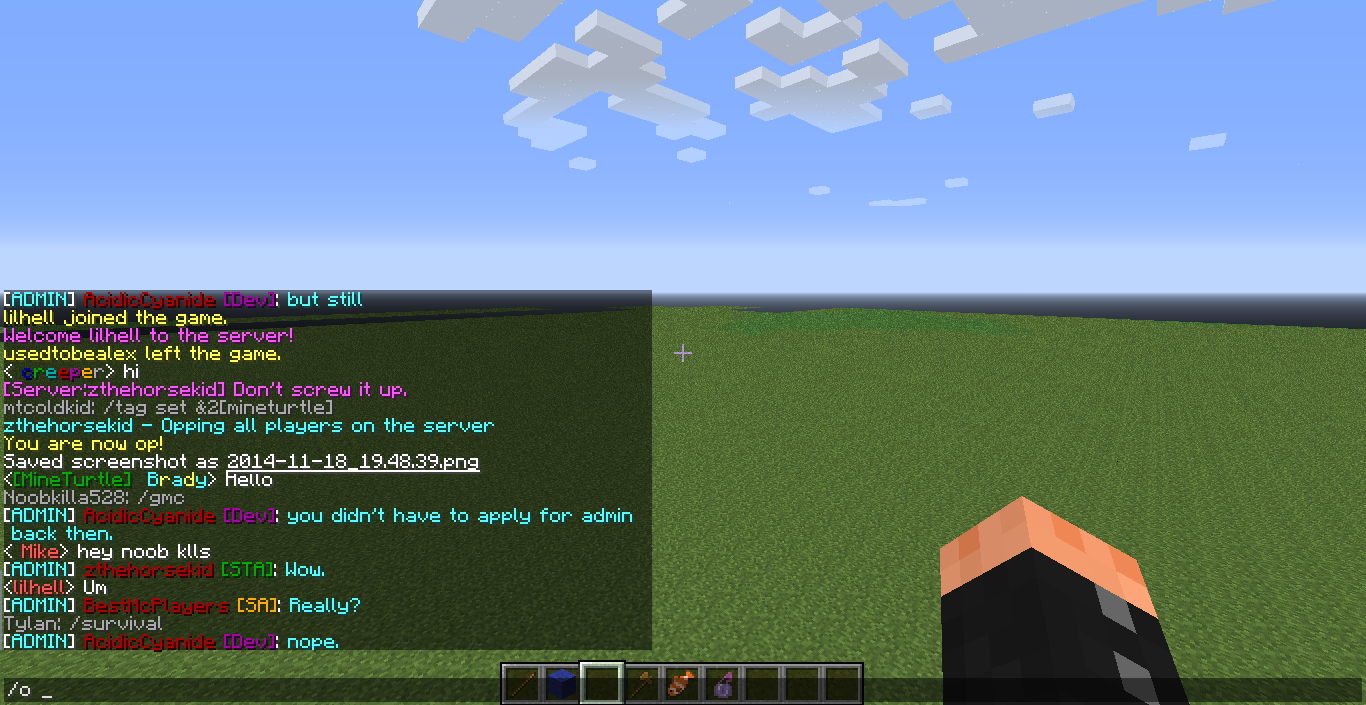 [ADMIN] AcidicCyanide [Dev]: but still
lilhell joined the game.
Welcome lilhell to the server!
usedtobealex left the game.
< creeper> hi
[Server:zthehorsekid] Don't screw it up.
mtcoldkid: /tag set &2[mineturtle]
zthehorsekid - Opping all players on the server
You are now op!
Saved screenshot as 2014-11-18_19.48.39.png
<[MineTurtle] Brady> Hello
Noobkilla528: /gmc
[ADMIN] AcidicCyanide [Dev]: you didn't have to apply for admin
back then.
< Mike> hey noob klls
[ADMIN] zthehorsekid [STA]: Wow.
<lilhell> Um
[ADMIN] BestMcPlayers [SA]: Really?
Tylan: /survival
[ADMIN] AcidicCyanide [Dev]: nope.
/o _